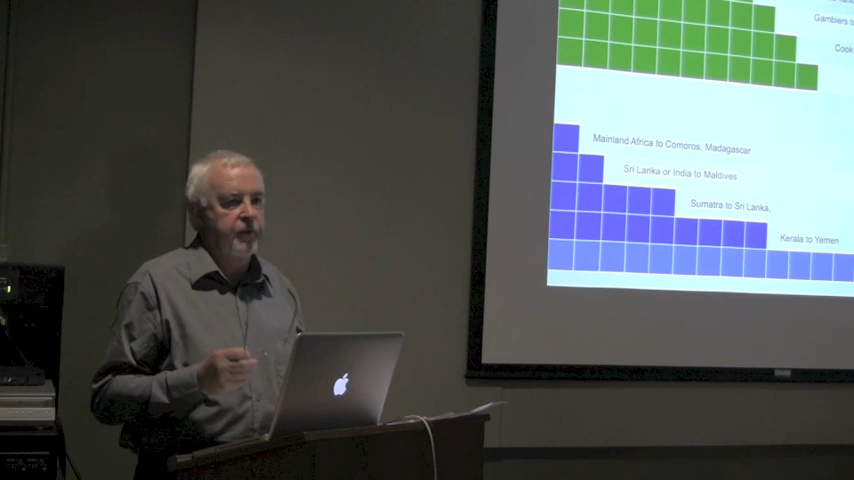 Gambiers to
Cook
Mainland Africa to Comoros, Madagascar
Sri Lanka or India to Maldives
Sumatra to Sri Lanka,
Kerala to Yemen